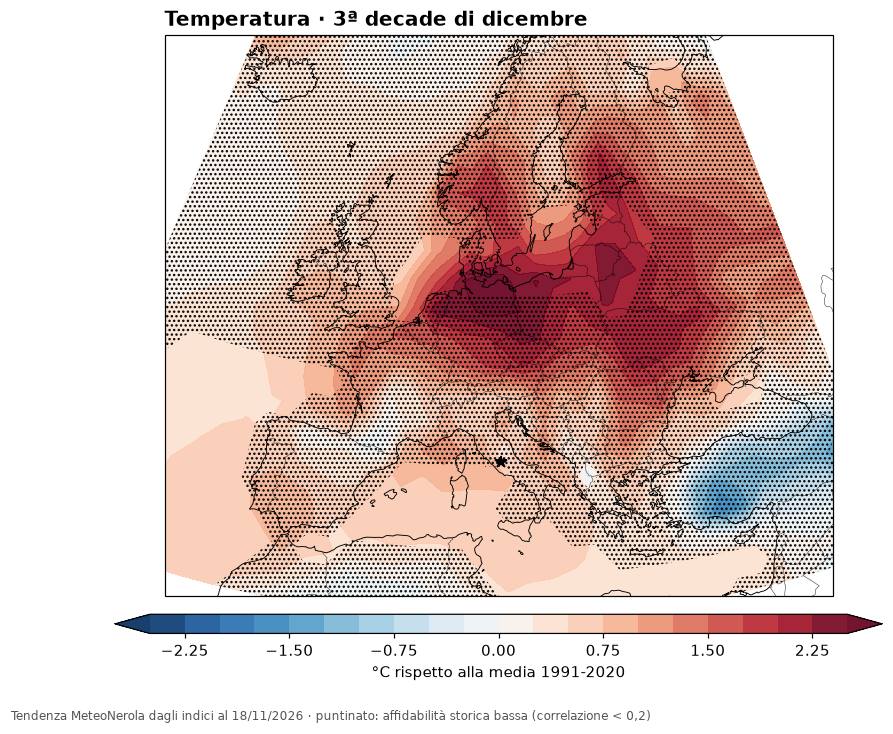 Temperatura · 3ª decade di dicembre
−2.25 −1.50 −0.75 0.00 0.75 1.50 2.25
°C rispetto alla media 1991-2020
Tendenza MeteoNerola dagli indici al 18/11/2026 · puntinato: affidabilità storica bassa (correlazione < 0,2)